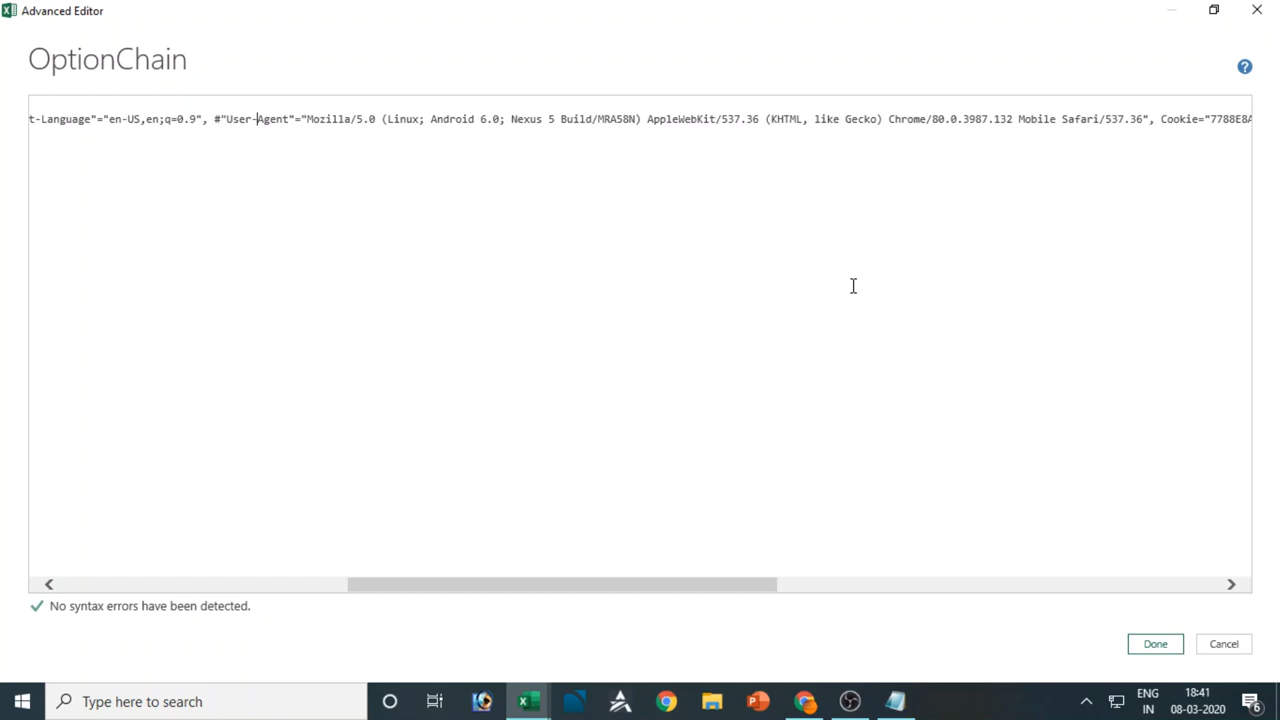 Advanced Editor
OptionChain
t-Language"="en-US,en;q=0.9", #"User-Agent"="Mozilla/5.0 (Linux; Android 6.0; Nexus 5 Build/MRA58N) AppleWebKit/537.36 (KHTML, like Gecko) Chrome/80.0.3987.132 Mobile Safari/537.36", Cookie="7788E8A
No syntax errors have been detected.
Done
Cancel
Type here to search
ENG
IN
18:41
08-03-2020
6